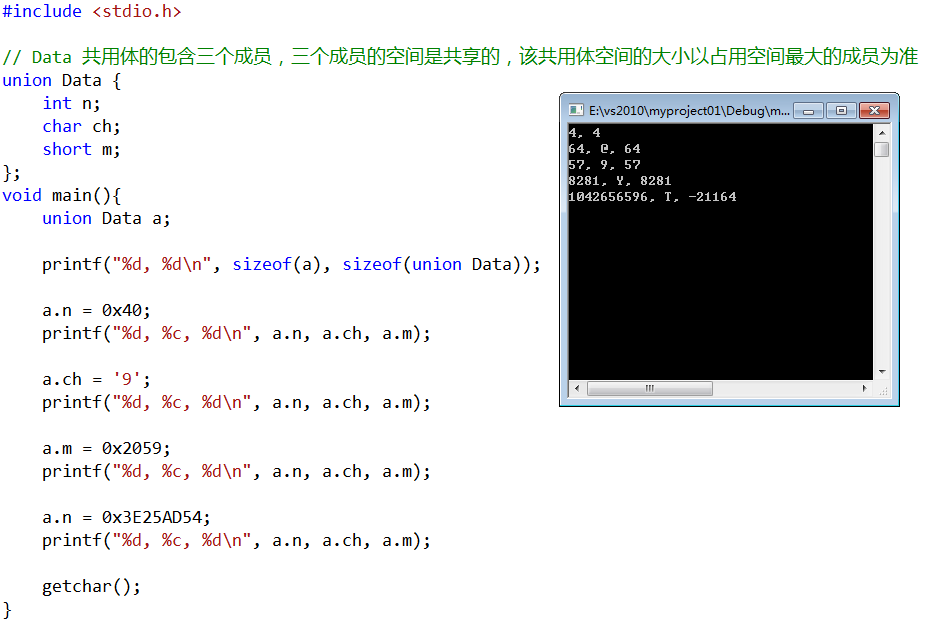 #include <stdio.h>
// Data 共用体的包含三个成员，三个成员的空间是共享的，该共用体空间的大小以占用空间最大的成员为准
union Data {
    int n;
    char ch;
    short m;
};
void main(){
    union Data a;
    printf("%d, %d\n", sizeof(a), sizeof(union Data));
    a.n = 0x40;
    printf("%d, %c, %d\n", a.n, a.ch, a.m);
    a.ch = '9';
    printf("%d, %c, %d\n", a.n, a.ch, a.m);
    a.m = 0x2059;
    printf("%d, %c, %d\n", a.n, a.ch, a.m);
    a.n = 0x3E25AD54;
    printf("%d, %c, %d\n", a.n, a.ch, a.m);
    getchar();
}
E:\vs2010\myproject01\Debug\m...
4, 4
64, @, 64
57, 9, 57
8281, Y, 8281
1042656596, T, -21164